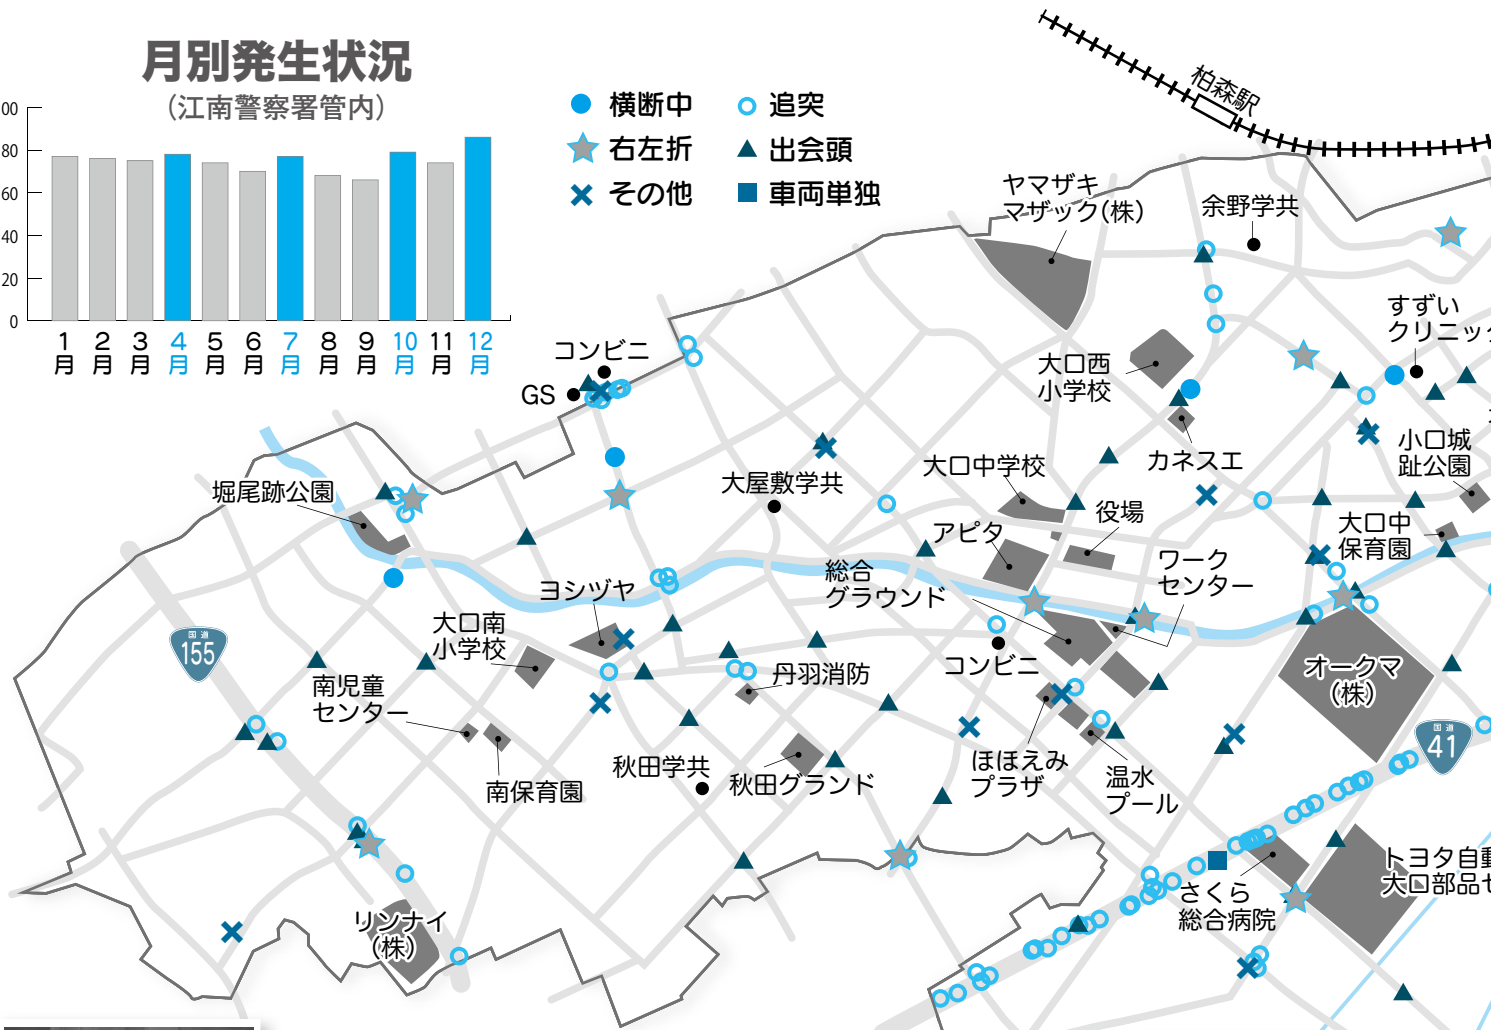 月別発生状況
（江南警察署管内）
00
80
60
40
20
0
1月
2月
3月
4月
5月
6月
7月
8月
9月
10月
11月
12月
横断中
追突
右左折
出会頭
その他
車両単独
柏森駅
ヤマザキ
マザック(株)
余野学共
すずい
クリニック
コンビニ
GS
大口西
小学校
カネスエ
小口城
趾公園
大口中学校
大屋敷学共
堀尾跡公園
役場
アピタ
大口中
保育園
ワーク
センター
総合
グラウンド
ヨシヅヤ
大口南
小学校
国道
155
コンビニ
丹羽消防
オークマ
(株)
南児童
センター
国道
41
ほほえみ
プラザ
温水
プール
秋田学共
秋田グランド
南保育園
トヨタ自動
大口部品セ
さくら
総合病院
リンナイ
(株)